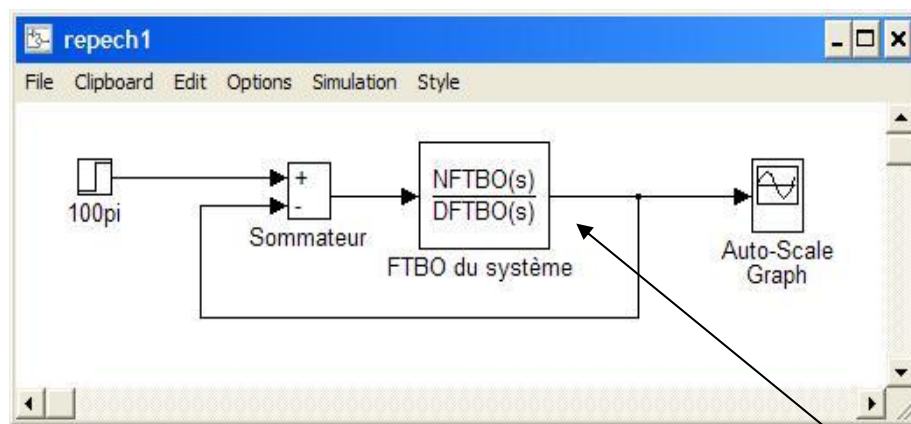 repech1
File Clipboard Edit Options Simulation Style
100pi
+
-
Sommateur
NFTBO(s)
DFTBO(s)
FTBO du système
Auto-Scale
Graph